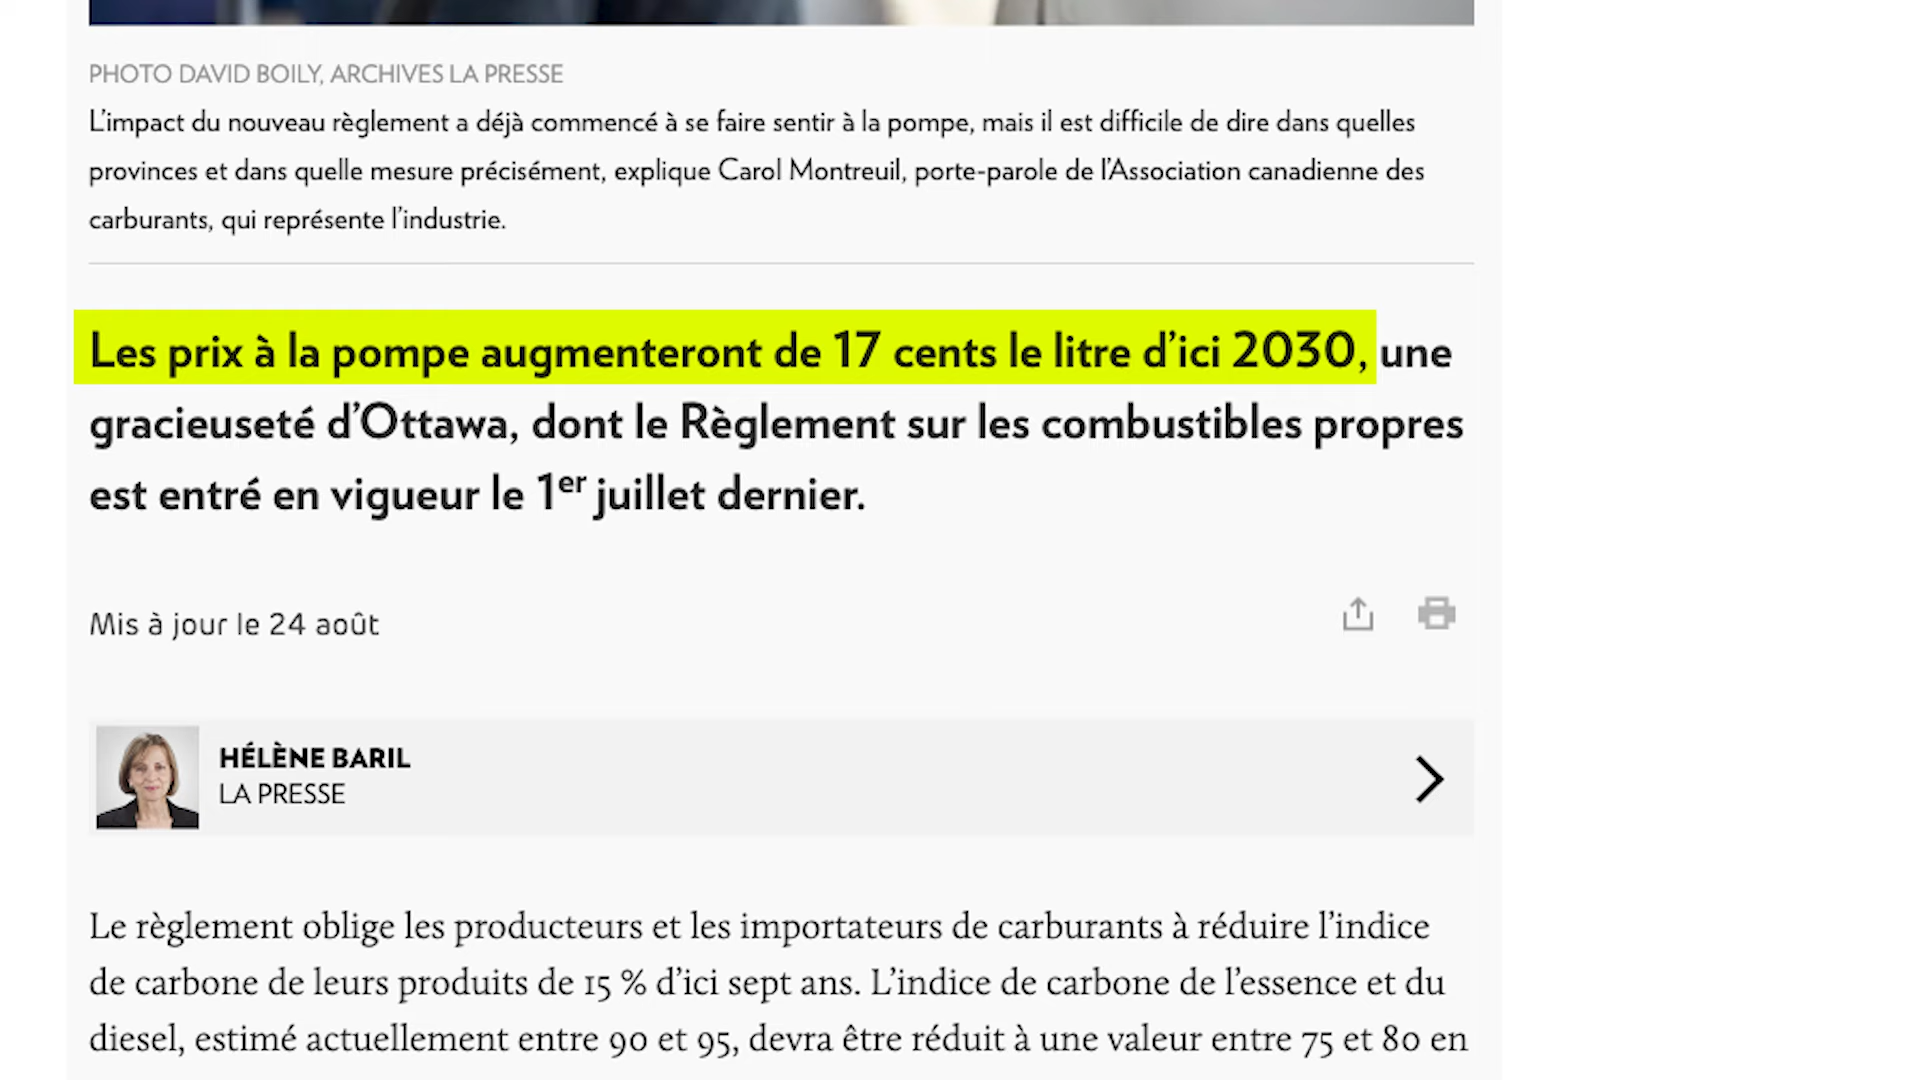 PHOTO DAVID BOILY, ARCHIVES LA PRESSE
L’impact du nouveau règlement a déjà commencé à se faire sentir à la pompe, mais il est difficile de dire dans quelles
provinces et dans quelle mesure précisément, explique Carol Montreuil, porte-parole de l’Association canadienne des
carburants, qui représente l’industrie.
Les prix à la pompe augmenteront de 17 cents le litre d’ici 2030, une
gracieuseté d’Ottawa, dont le Règlement sur les combustibles propres
est entré en vigueur le 1er juillet dernier.
Mis à jour le 24 août
HÉLÈNE BARIL
LA PRESSE
Le règlement oblige les producteurs et les importateurs de carburants à réduire l’indice
de carbone de leurs produits de 15 % d’ici sept ans. L’indice de carbone de l’essence et du
diesel, estimé actuellement entre 90 et 95, devra être réduit à une valeur entre 75 et 80 en